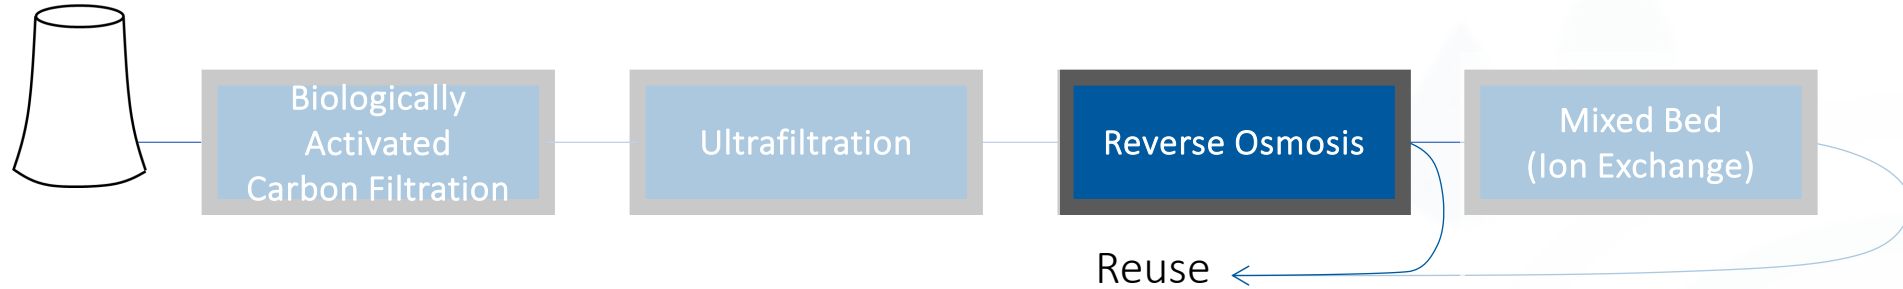 Biologically
Activated
Carbon Filtration
Ultrafiltration
Reverse Osmosis
Mixed Bed
(Ion Exchange)
Reuse